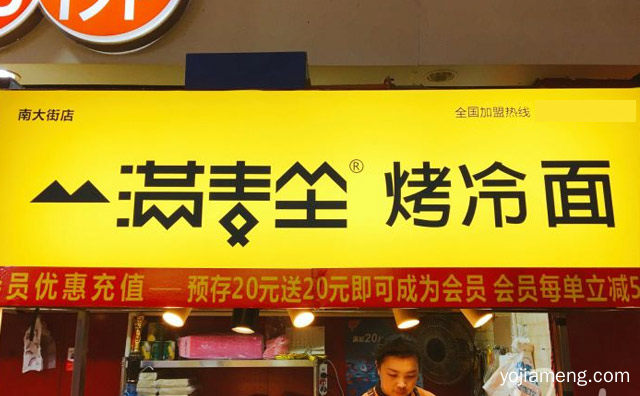 南大街店
全国加盟热线
满麦 ® 烤冷面
员优惠充值 — 预存20元送20元即可成为会员 会员每单立减5
yojiameng.com